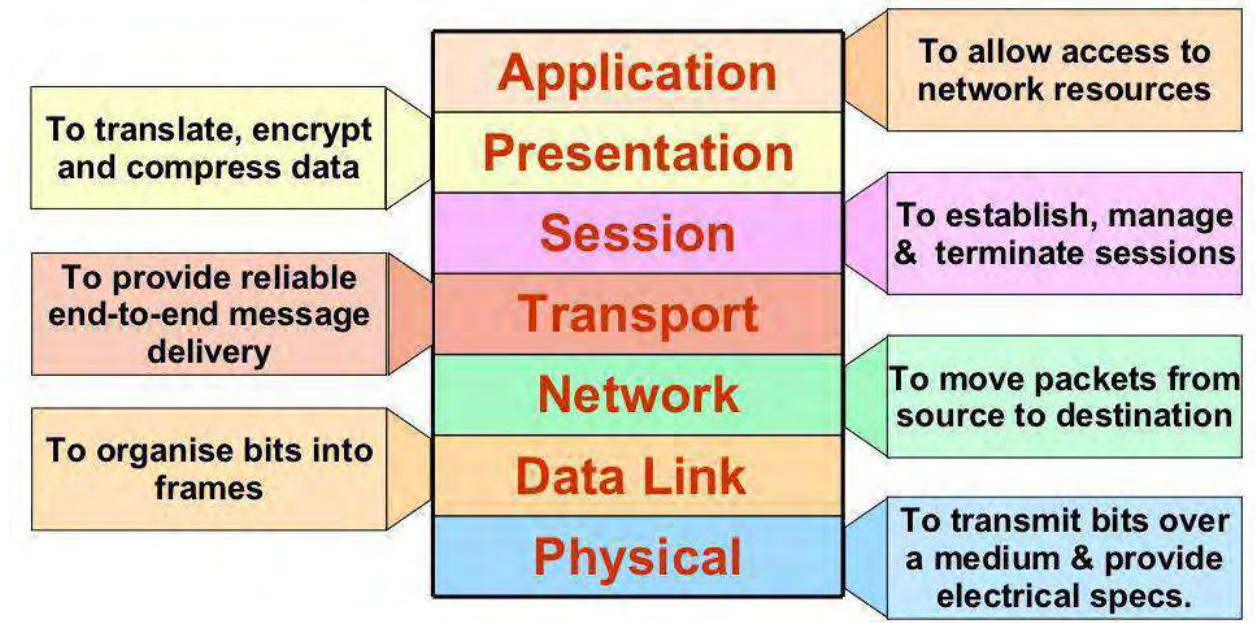 Application
To allow access to
network resources
To translate, encrypt
and compress data
Presentation
Session
To establish, manage
& terminate sessions
To provide reliable
end-to-end message
delivery
Transport
Network
To move packets from
source to destination
To organise bits into
frames
Data Link
Physical
To transmit bits over
a medium & provide
electrical specs.